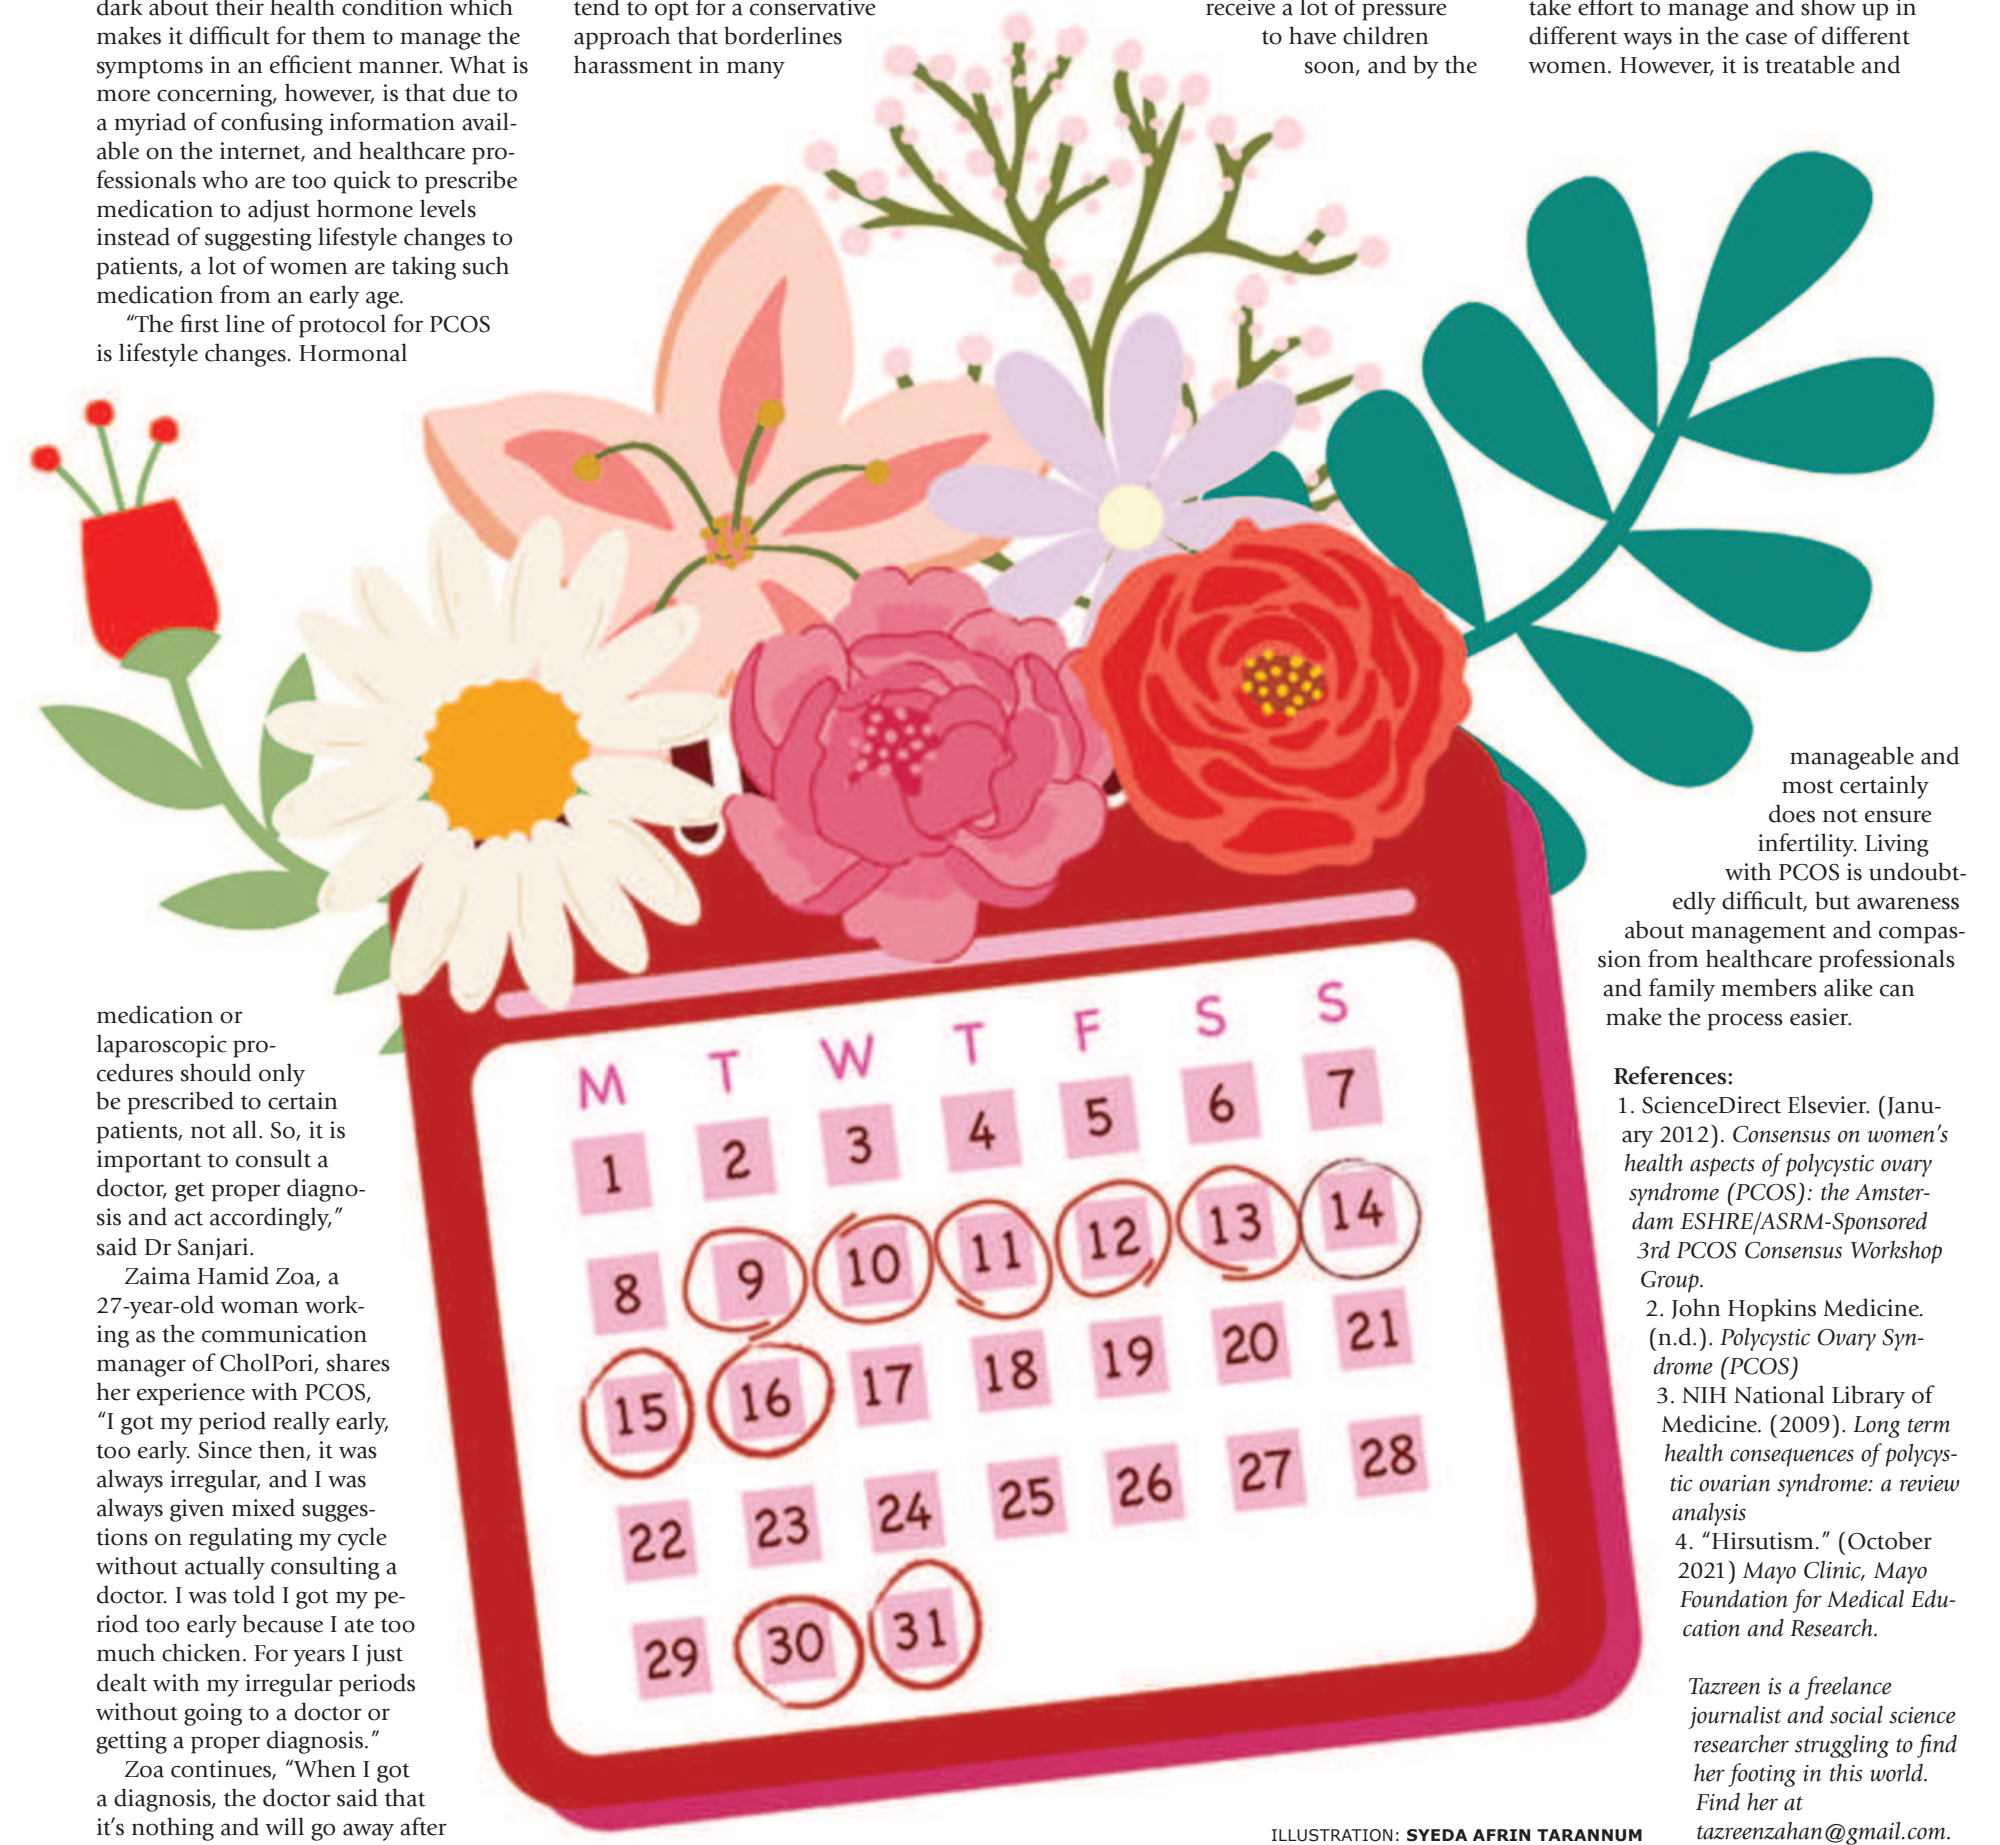 dark about their health condition which
makes it difficult for them to manage the
symptoms in an efficient manner. What is
more concerning, however, is that due to
a myriad of confusing information avail-
able on the internet, and healthcare pro-
fessionals who are too quick to prescribe
medication to adjust hormone levels
instead of suggesting lifestyle changes to
patients, a lot of women are taking such
medication from an early age.
“The first line of protocol for PCOS
is lifestyle changes. Hormonal
medication or
laparoscopic pro-
cedures should only
be prescribed to certain
patients, not all. So, it is
important to consult a
doctor, get proper diagno-
sis and act accordingly,”
said Dr Sanjari.
Zaima Hamid Zoa, a
27-year-old woman work-
ing as the communication
manager of CholPori, shares
her experience with PCOS,
“I got my period really early,
too early. Since then, it was
always irregular, and I was
always given mixed sugges-
tions on regulating my cycle
without actually consulting a
doctor. I was told I got my pe-
riod too early because I ate too
much chicken. For years I just
dealt with my irregular periods
without going to a doctor or
getting a proper diagnosis.”
Zoa continues, “When I got
a diagnosis, the doctor said that
it’s nothing and will go away after
tend to opt for a conservative
approach that borderlines
harassment in many
receive a lot of pressure
to have children
soon, and by the
take effort to manage and show up in
different ways in the case of different
women. However, it is treatable and
manageable and
most certainly
does not ensure
infertility. Living
with PCOS is undoubt-
edly difficult, but awareness
about management and compas-
sion from healthcare professionals
and family members alike can
make the process easier.
References:
1. ScienceDirect Elsevier. (Janu-
ary 2012). Consensus on women’s
health aspects of polycystic ovary
syndrome (PCOS): the Amster-
dam ESHRE/ASRM-Sponsored
3rd PCOS Consensus Workshop
Group.
2. John Hopkins Medicine.
(n.d.). Polycystic Ovary Syn-
drome (PCOS)
3. NIH National Library of
Medicine. (2009). Long term
health consequences of polycys-
tic ovarian syndrome: a review
analysis
4. “Hirsutism.” (October
2021) Mayo Clinic, Mayo
Foundation for Medical Edu-
cation and Research.
Tazreen is a freelance
journalist and social science
researcher struggling to find
her footing in this world.
Find her at
tazreenzahan@gmail.com.
M T W T F S S
1 2 3 4 5 6 7
8 9 10 11 12 13 14
15 16 17 18 19 20 21
22 23 24 25 26 27 28
29 30 31
ILLUSTRATION: SYEDA AFRIN TARANNUM